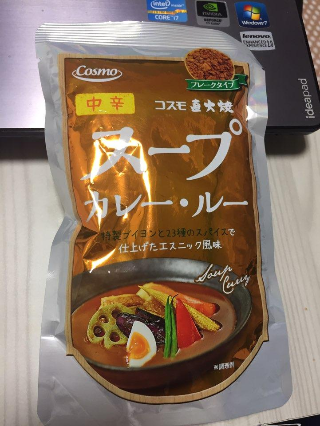 intel
CORE i7
NVIDIA
Windows 7
ENHANCED
lenovo
ideapad
Cosmo
フレークタイプ
中辛
コスモ直火焼
スープ
カレー・ルー
特製ブイヨンと23種のスパイスで
仕上げたエスニック風味
Soup
Curry
※調理例